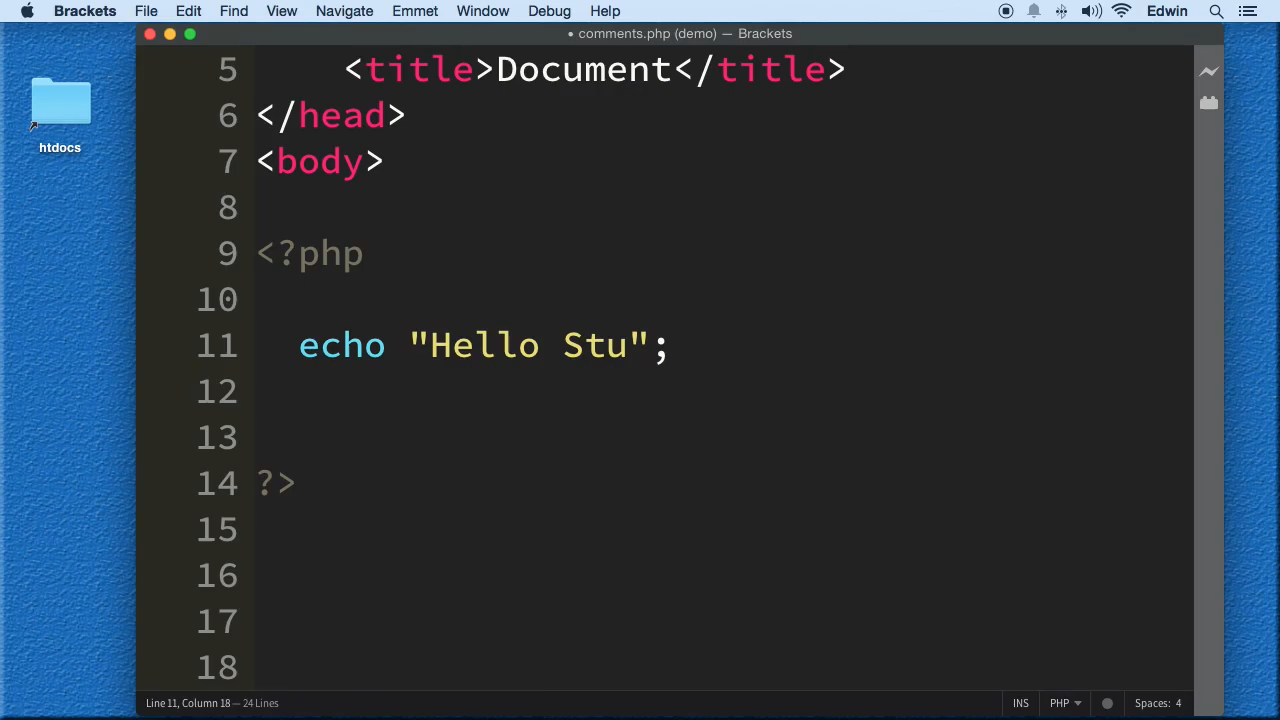 Brackets File Edit Find View Navigate Emmet Window Debug Help Edwin
• comments.php (demo) — Brackets
htdocs
5 <title>Document</title>
6 </head>
7 <body>
8
9 <?php
10
11 echo "Hello Stu";
12
13
14 ?>
15
16
17
18
Line 11, Column 18 — 24 Lines INS PHP Spaces: 4